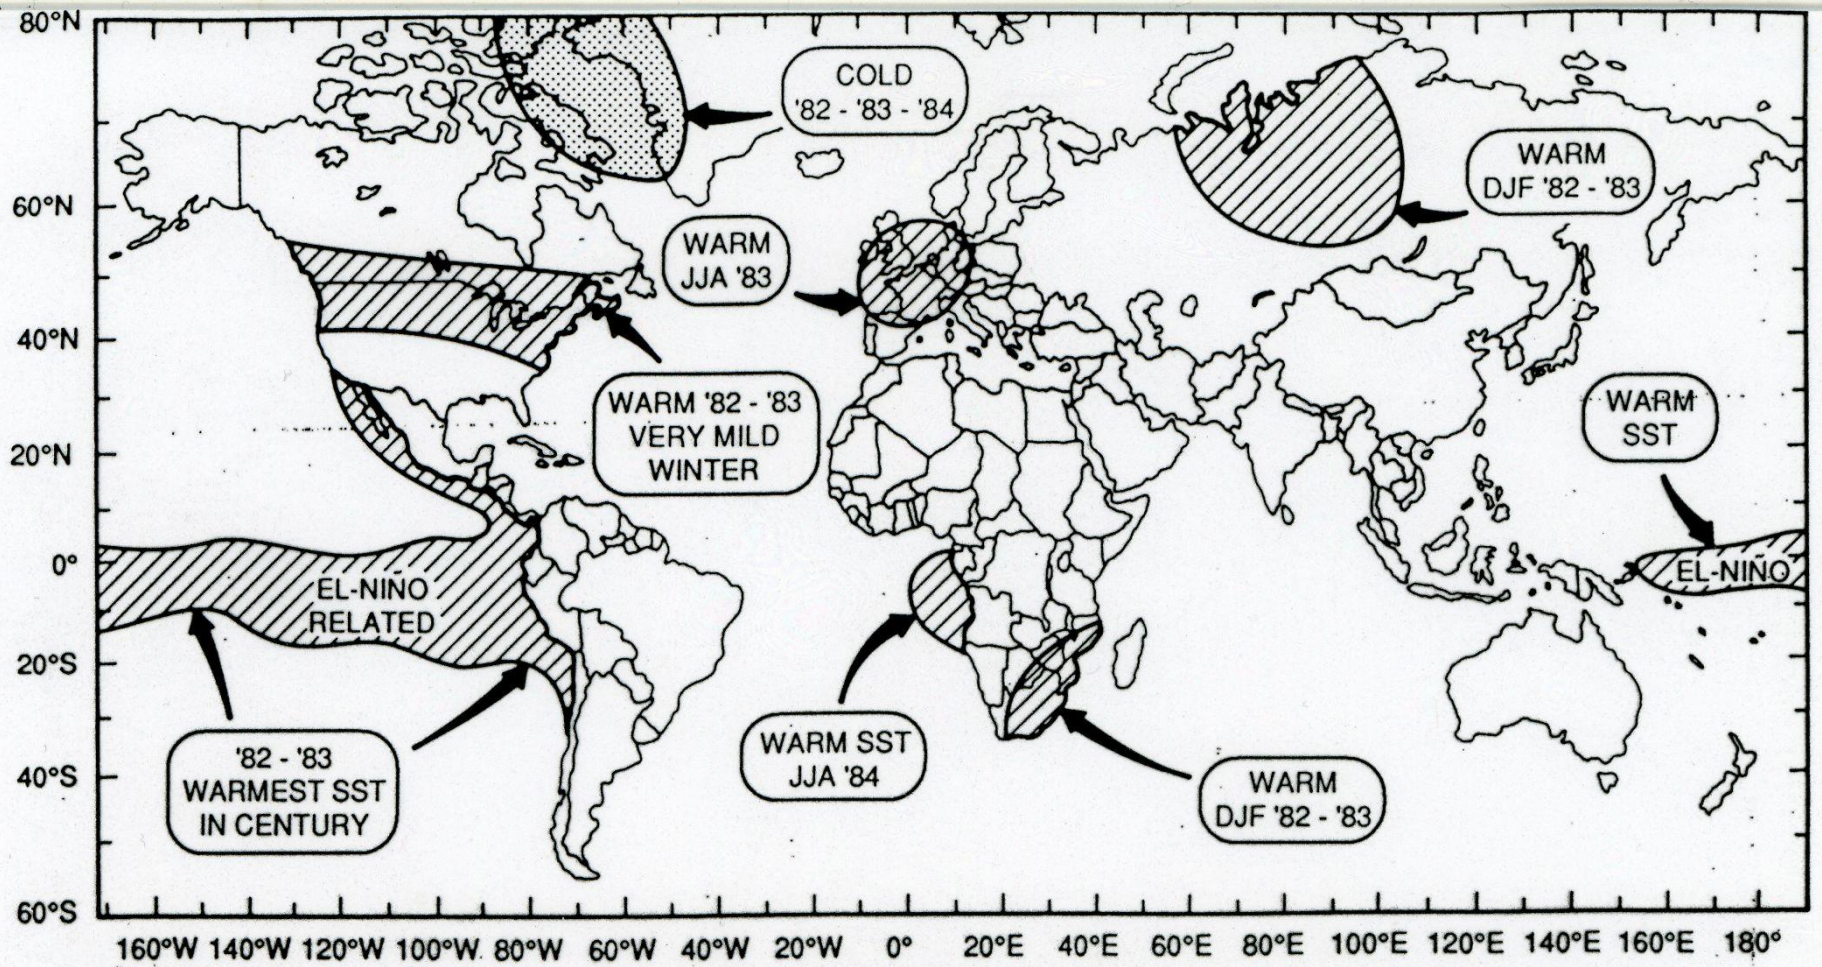 80°N
60°N
40°N
20°N
0°
20°S
40°S
60°S
COLD
'82 - '83 - '84
WARM
DJF '82 - '83
WARM
JJA '83
WARM '82 - '83
VERY MILD
WINTER
WARM
SST
EL-NIÑO
RELATED
EL-NIÑO
'82 - '83
WARMEST SST
IN CENTURY
WARM SST
JJA '84
WARM
DJF '82 - '83
160°W 140°W 120°W 100°W 80°W 60°W 40°W 20°W 0° 20°E 40°E 60°E 80°E 100°E 120°E 140°E 160°E 180°